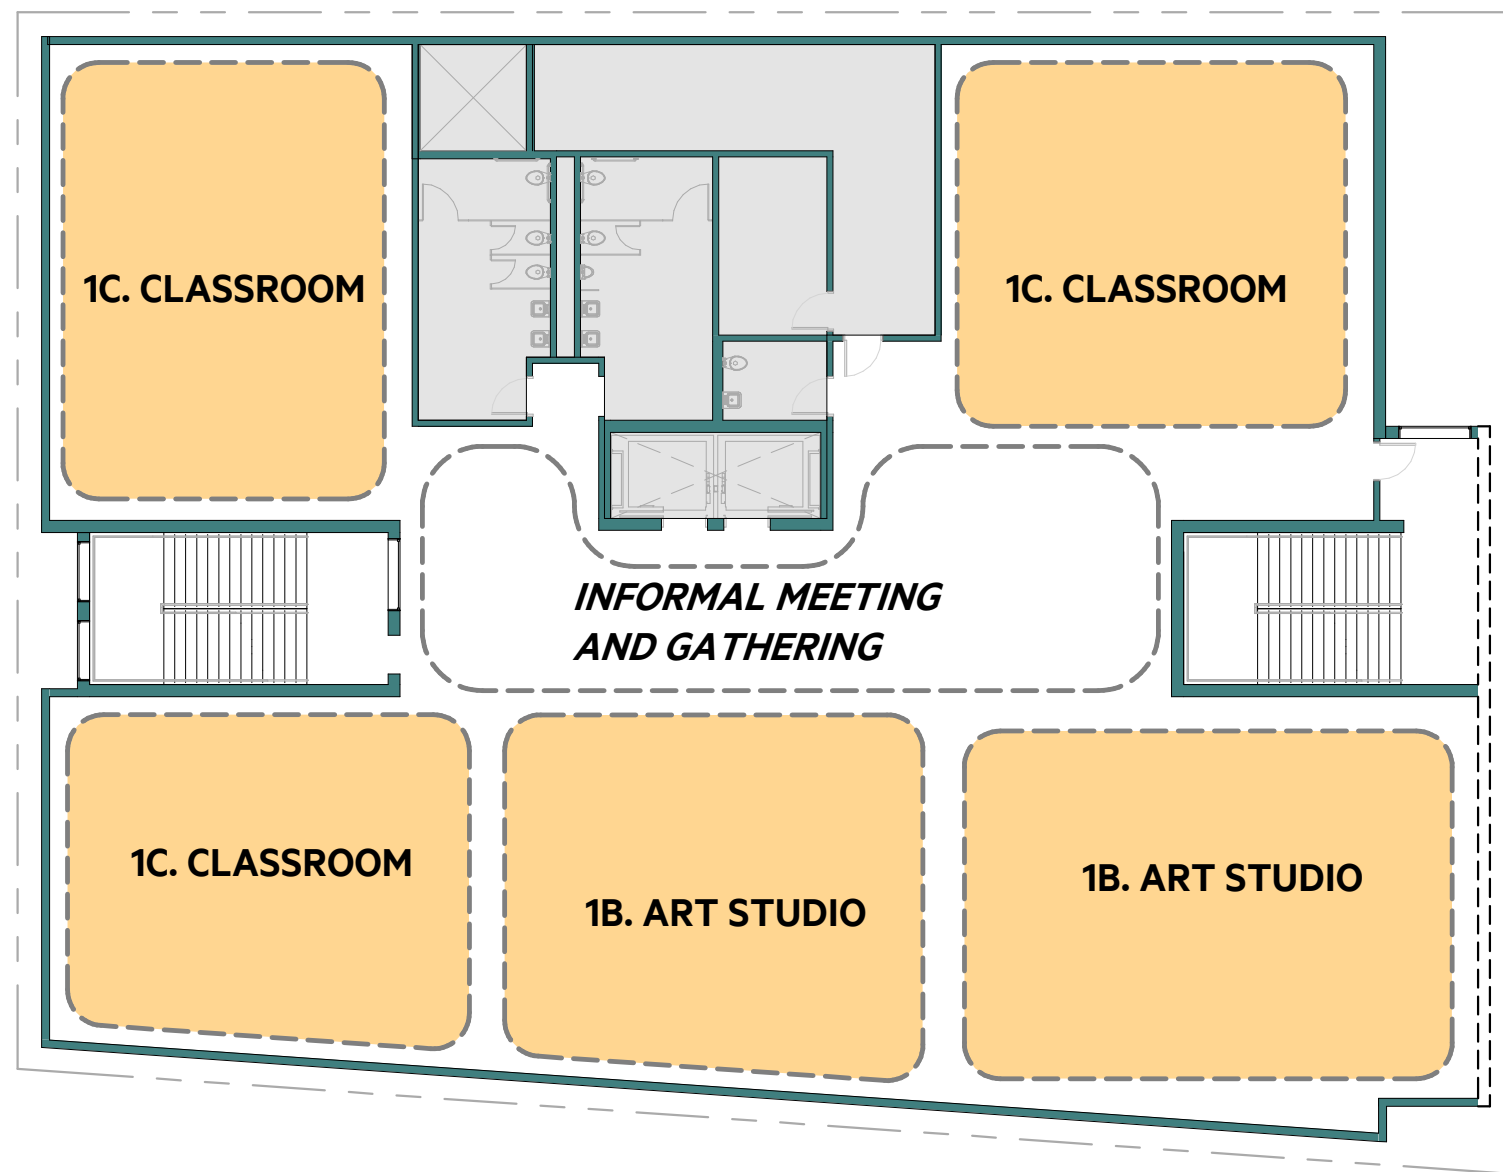 1C. CLASSROOM
1C. CLASSROOM
INFORMAL MEETING
AND GATHERING
1C. CLASSROOM
1B. ART STUDIO
1B. ART STUDIO